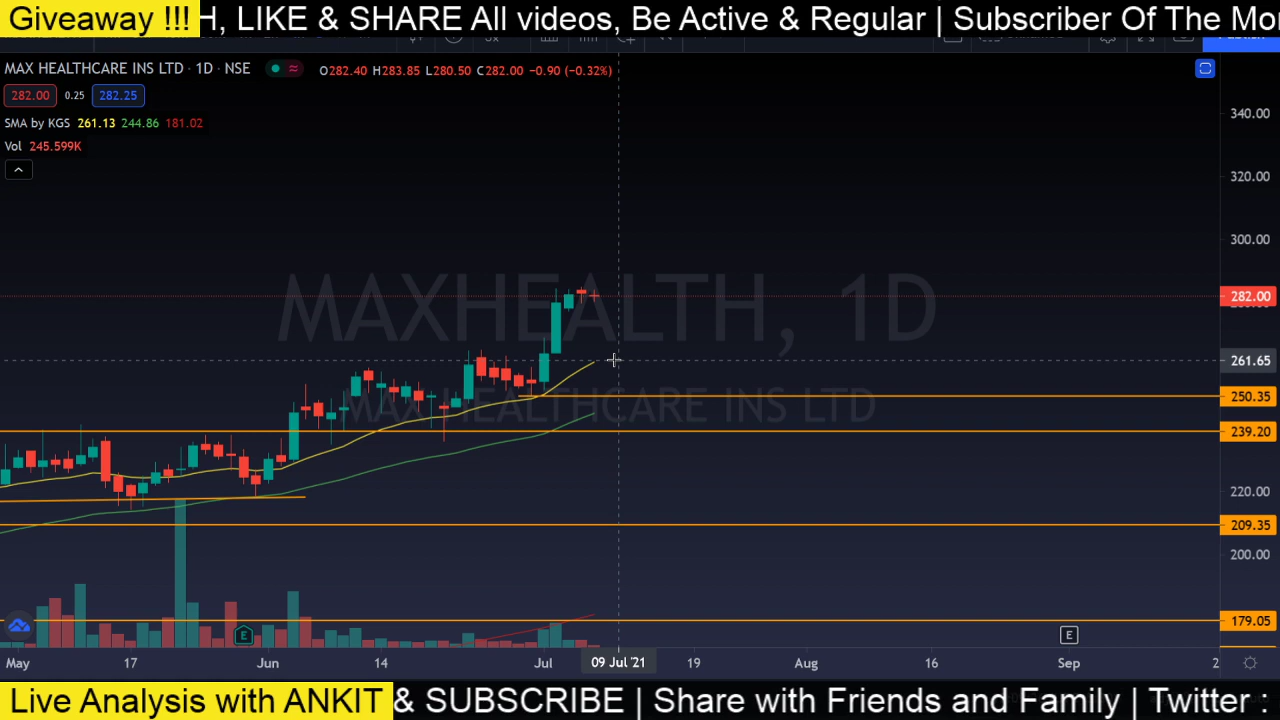 Giveaway !!! H, LIKE & SHARE All videos, Be Active & Regular | Subscriber Of The Mo
MAX HEALTHCARE INS LTD · 1D · NSE O282.40 H283.85 L280.50 C282.00 -0.90 (-0.32%)
282.00 0.25 282.25
SMA by KGS 261.13 244.86 181.02
Vol 245.599K
340.00
320.00
300.00
MAXHEALTH, 1D
282.00
261.65
MAX HEALTHCARE INS LTD
250.35
239.20
220.00
209.35
200.00
179.05
E
E
May 17 Jun 14 Jul 09 Jul '21 19 Aug 16 Sep 2
Live Analysis with ANKIT & SUBSCRIBE | Share with Friends and Family | Twitter :